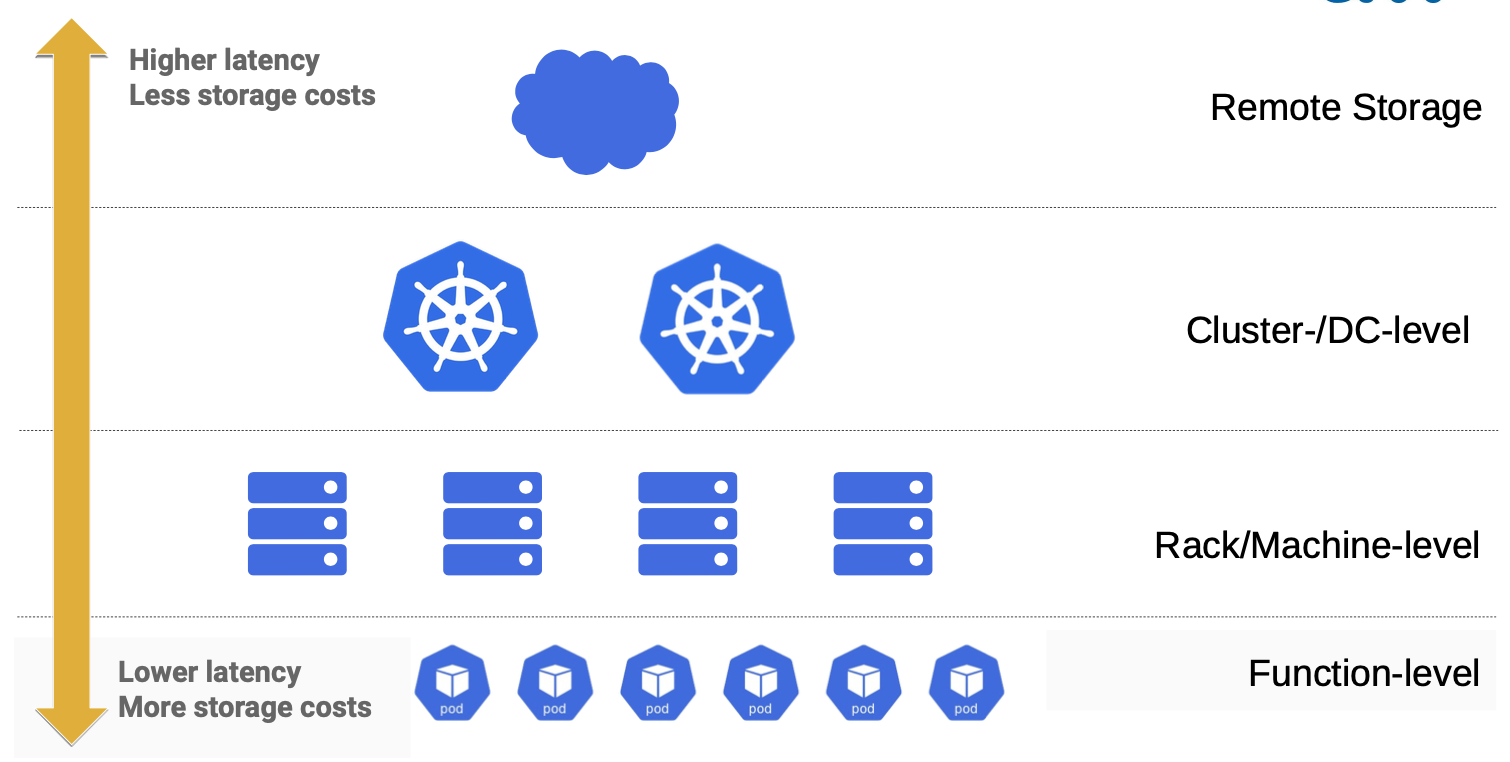 Higher latency
Less storage costs
Remote Storage
Cluster-/DC-level
Rack/Machine-level
Lower latency
More storage costs
pod
pod
pod
pod
pod
pod
Function-level